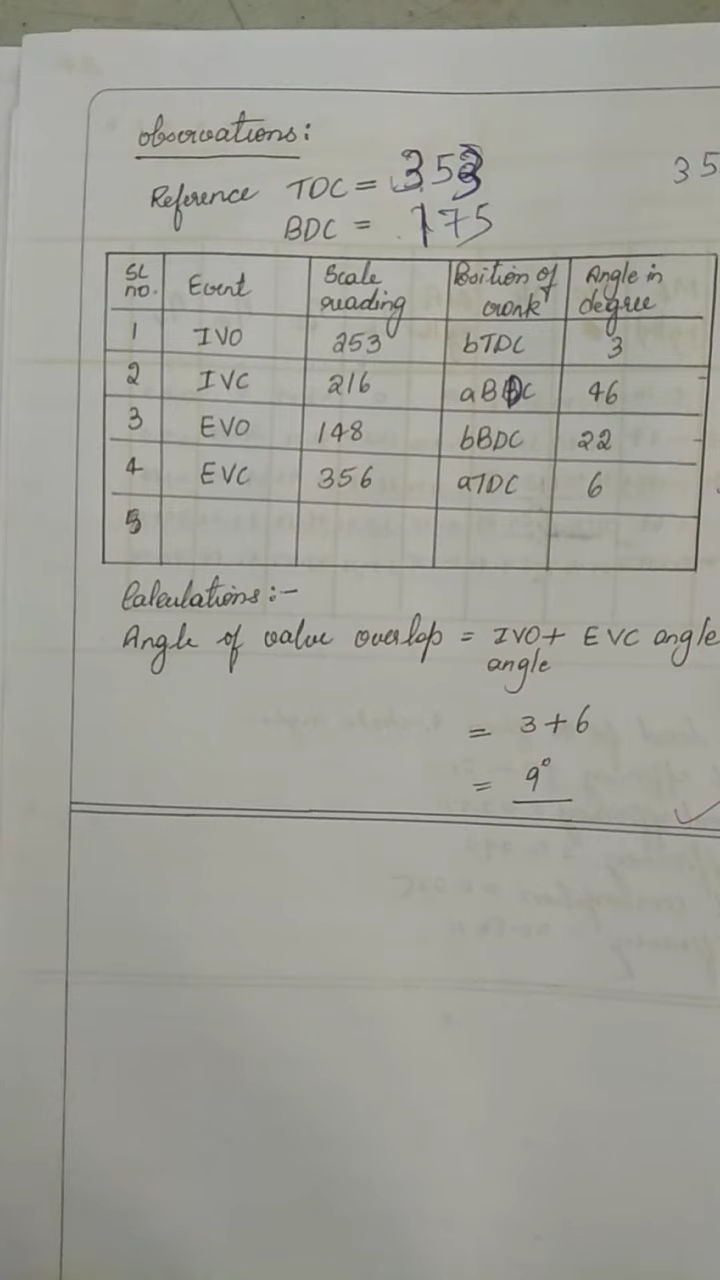 observations:
Reference TDC = 353
35
BDC = 175
SL no. Event Scale reading Position of crank Angle in degree
1 IVO 253 bTDC 3
2 IVC 216 aBDC 46
3 EVO 148 bBDC 22
4 EVC 356 aTDC 6
5
Calculations:-
Angle of value overlap = IVO + EVC angle
angle
= 3+6
= 9°